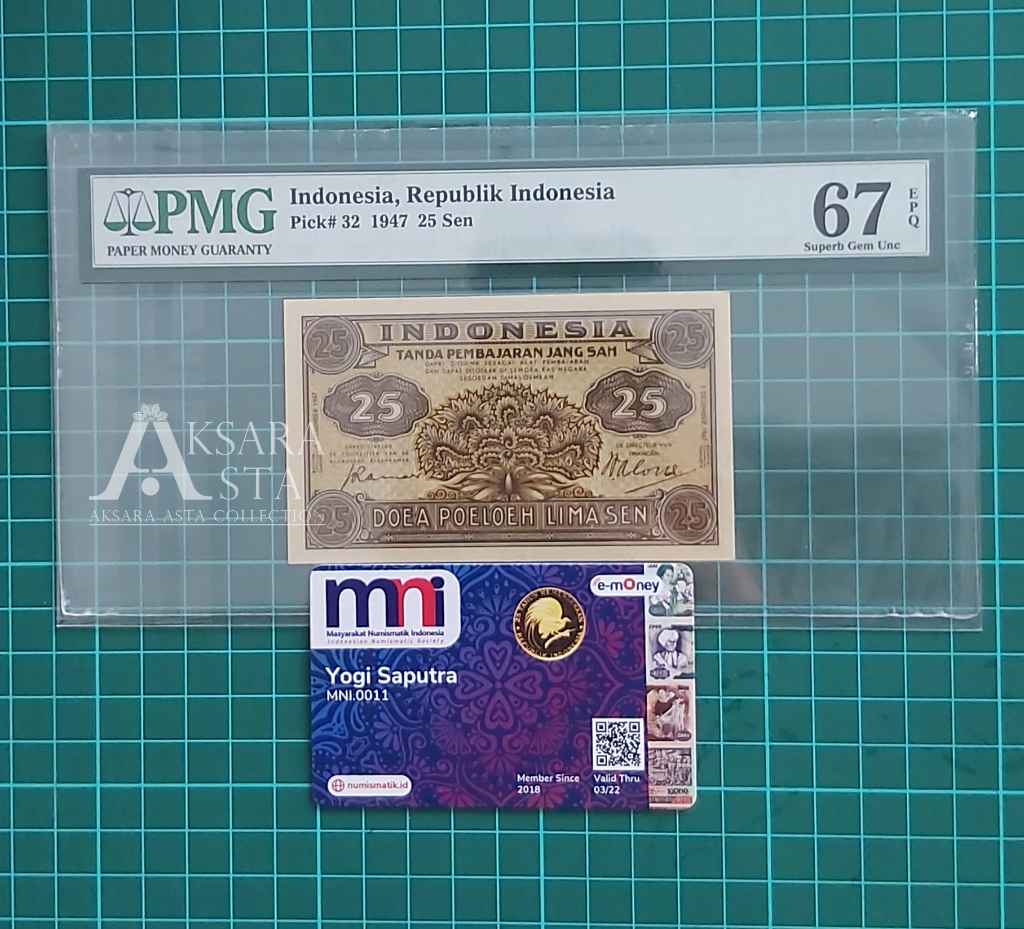 PMG
PAPER MONEY GUARANTY
Indonesia, Republik Indonesia
Pick# 32 1947 25 Sen
67
EPQ
Superb Gem Unc
25
INDONESIA
25
TANDA PEMBAJARAN JANG SAH
25
25
AKSARA
ASTA
AKSARA ASTA COLLECTION
25
DOEA POELOEH LIMA SEN
25
mni
Masyarakat Numismatik Indonesia
Indonesian Numismatic Society
e-money
Yogi Saputra
MNI.0011
numismatik.id
Member Since
2018
Valid Thru
03/22